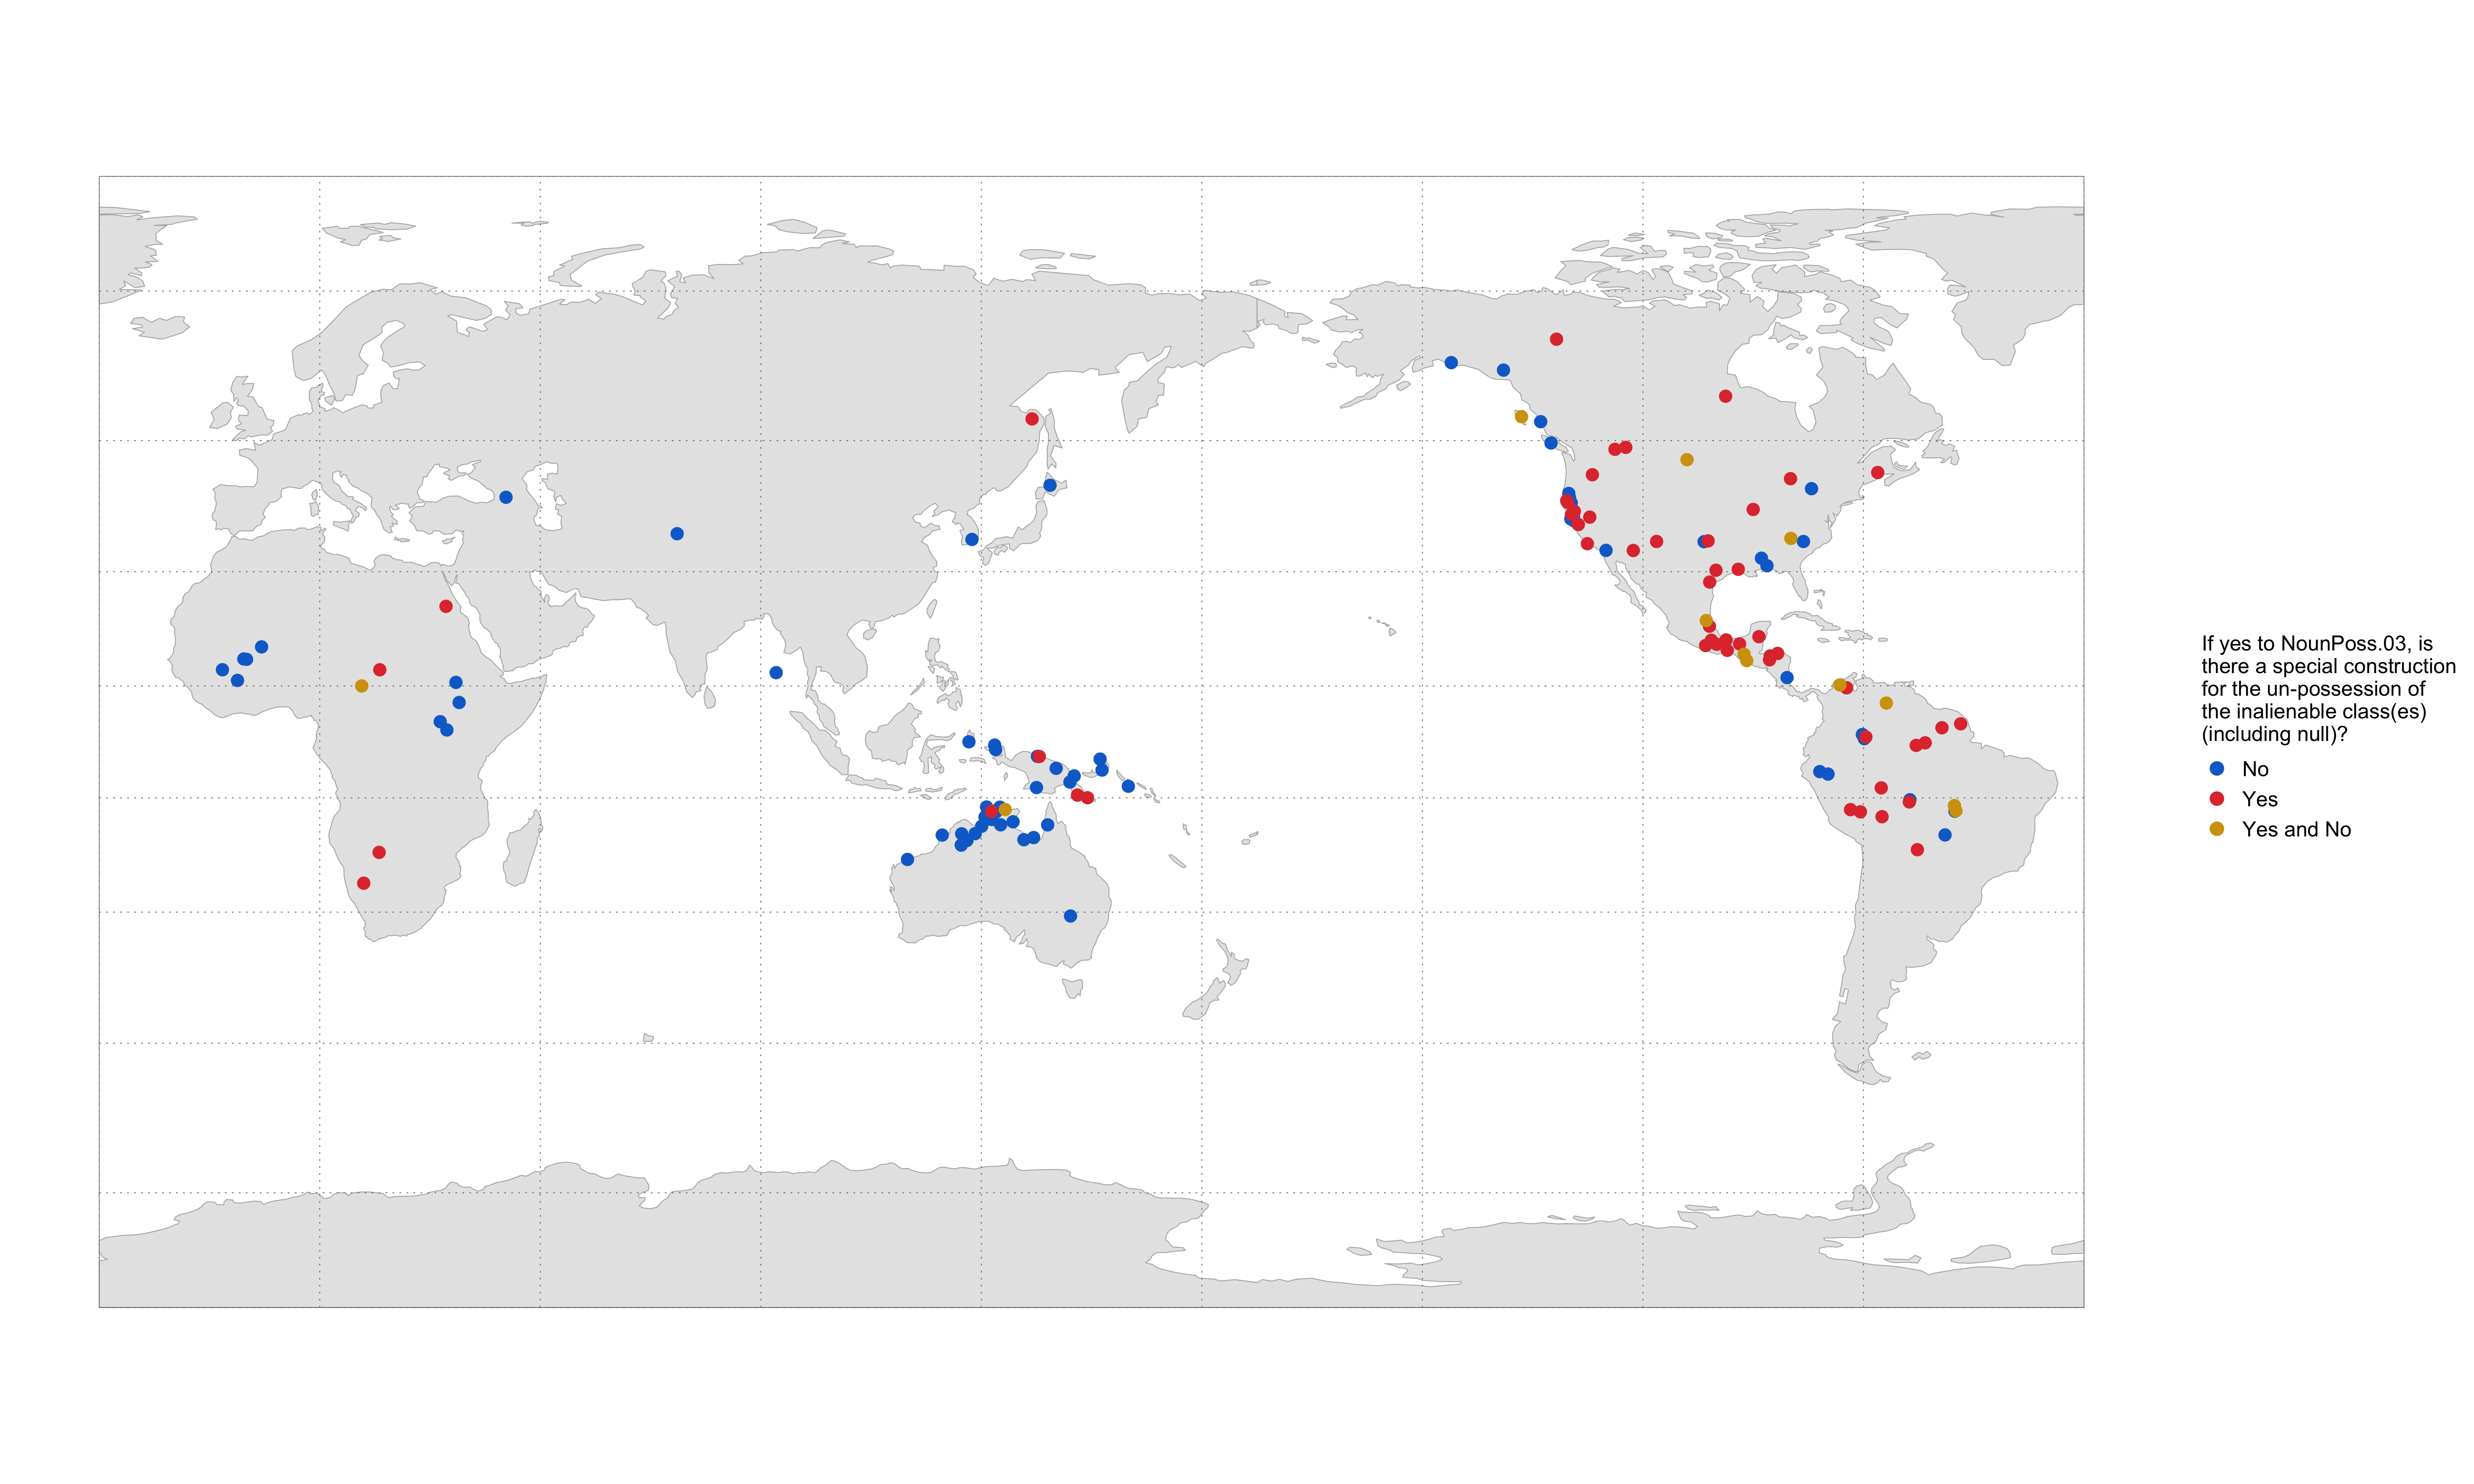 If yes to NounPoss.03, is
there a special construction
for the un-possession of
the inalienable class(es)
(including null)?
No
Yes
Yes and No